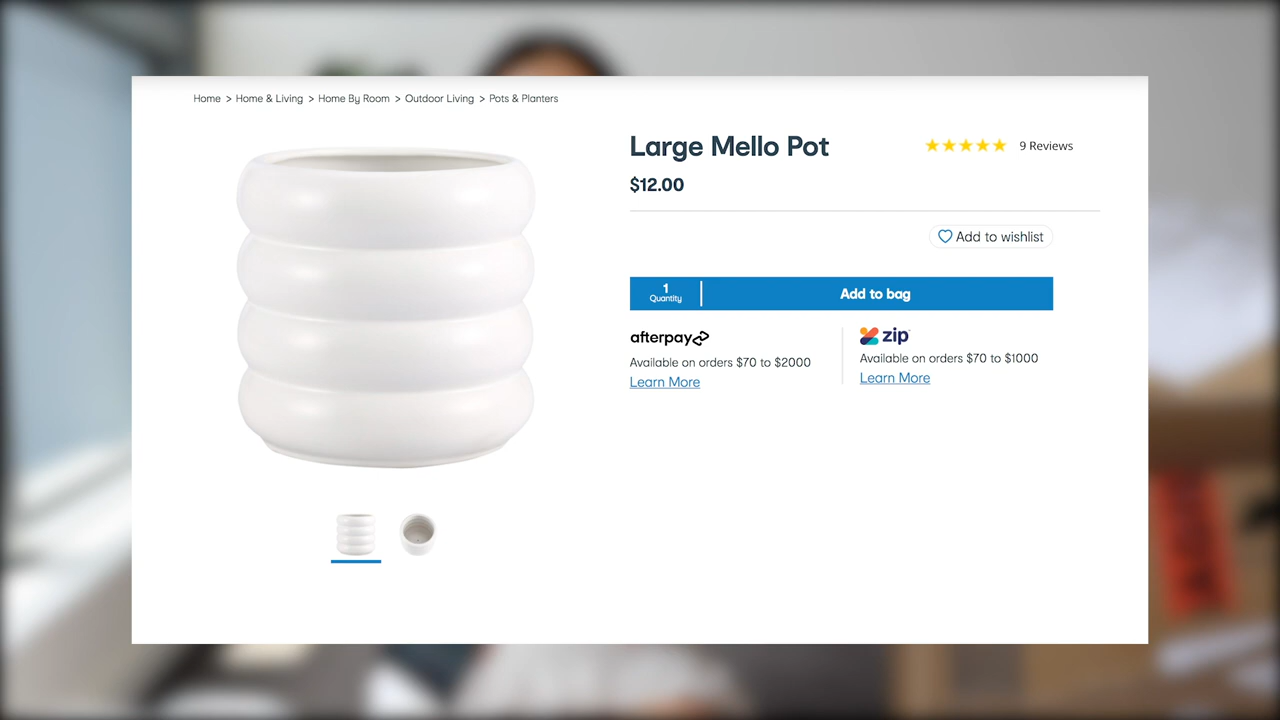 Home > Home & Living > Home By Room > Outdoor Living > Pots & Planters
Large Mello Pot
9 Reviews
$12.00
Add to wishlist
1
Quantity
Add to bag
afterpay
zip
Available on orders $70 to $2000
Available on orders $70 to $1000
Learn More
Learn More